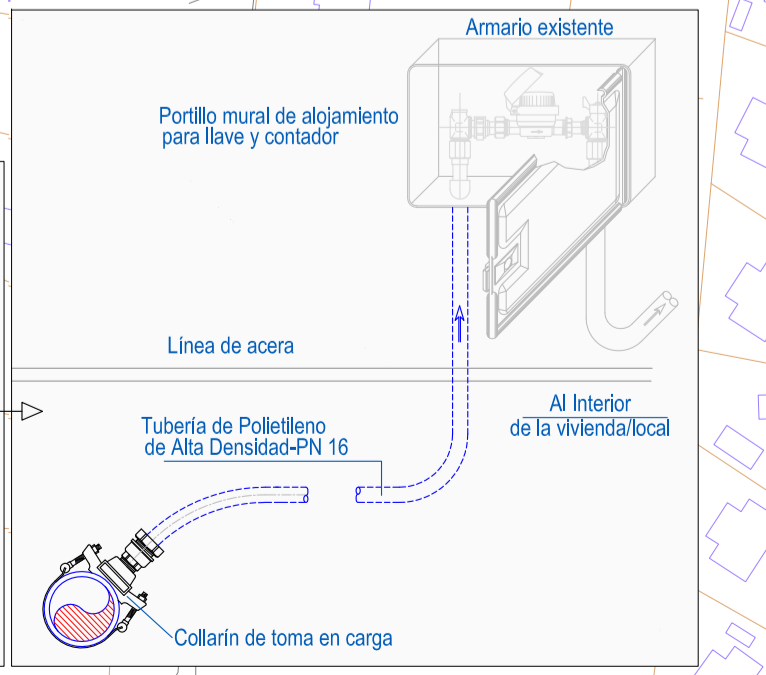 Armario existente
Portillo mural de alojamiento
para llave y contador
Línea de acera
Al Interior
de la vivienda/local
Tubería de Polietileno
de Alta Densidad-PN 16
Collarín de toma en carga